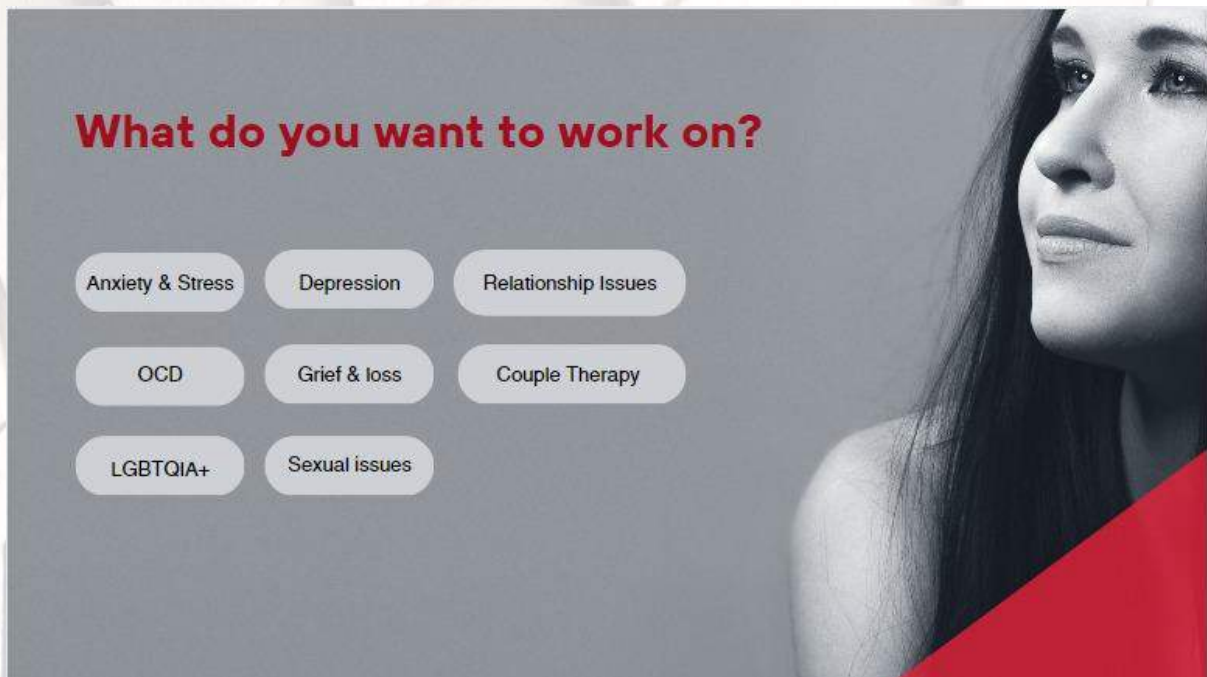 What do you want to work on?
Anxiety & Stress
Depression
Relationship Issues
OCD
Grief & loss
Couple Therapy
LGBTQIA+
Sexual issues